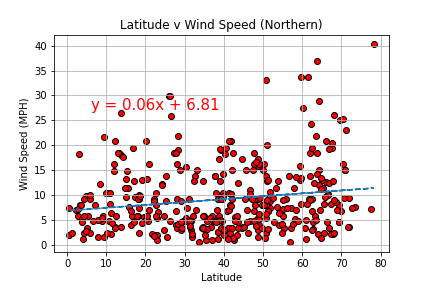 Latitude v Wind Speed (Northern)
40
35
30
25
20
15
10
5
0
Wind Speed (MPH)
y = 0.06x + 6.81
0 10 20 30 40 50 60 70 80
Latitude